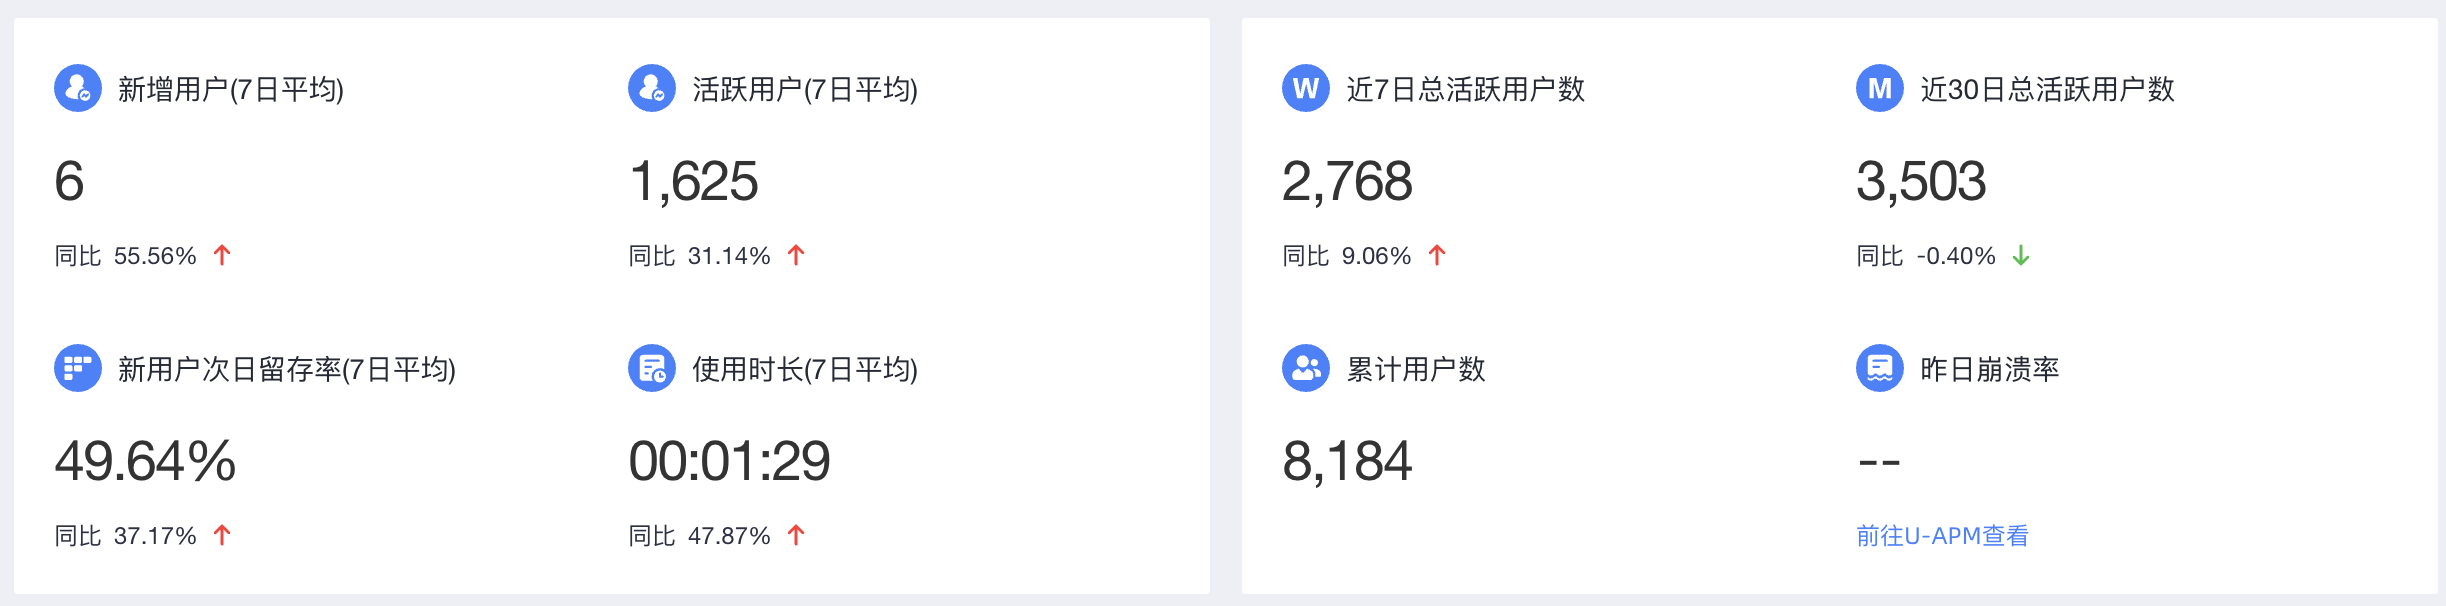 新增用户(7日平均)
6
同比 55.56% ↑
活跃用户(7日平均)
1,625
同比 31.14% ↑
新用户次日留存率(7日平均)
49.64%
同比 37.17% ↑
使用时长(7日平均)
00:01:29
同比 47.87% ↑
W 近7日总活跃用户数
2,768
同比 9.06% ↑
M 近30日总活跃用户数
3,503
同比 -0.40% ↓
累计用户数
8,184
昨日崩溃率
--
前往U-APM查看